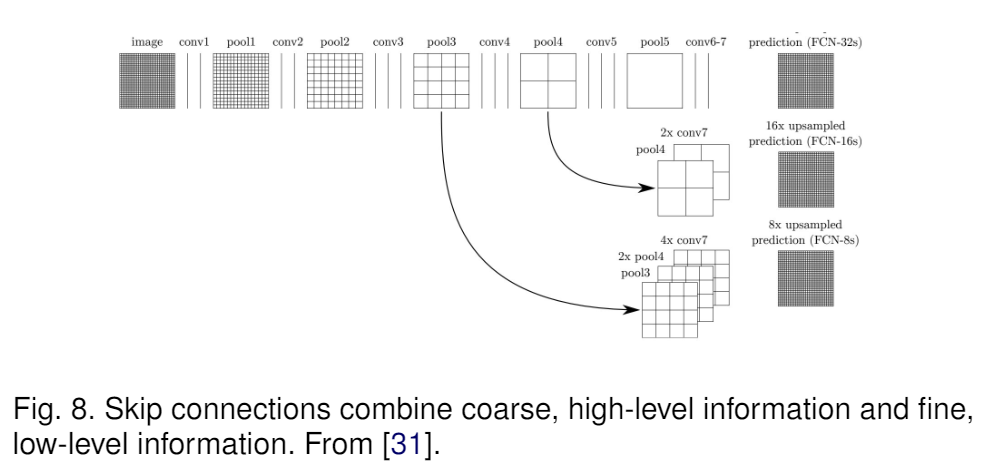 image conv1 pool1 conv2 pool2 conv3 pool3 conv4 pool4 conv5 pool5 conv6-7 prediction (FCN-32s)
2x conv7
pool4
16x upsampled
prediction (FCN-16s)
4x conv7
2x pool4
pool3
8x upsampled
prediction (FCN-8s)
Fig. 8. Skip connections combine coarse, high-level information and fine,
low-level information. From [31].